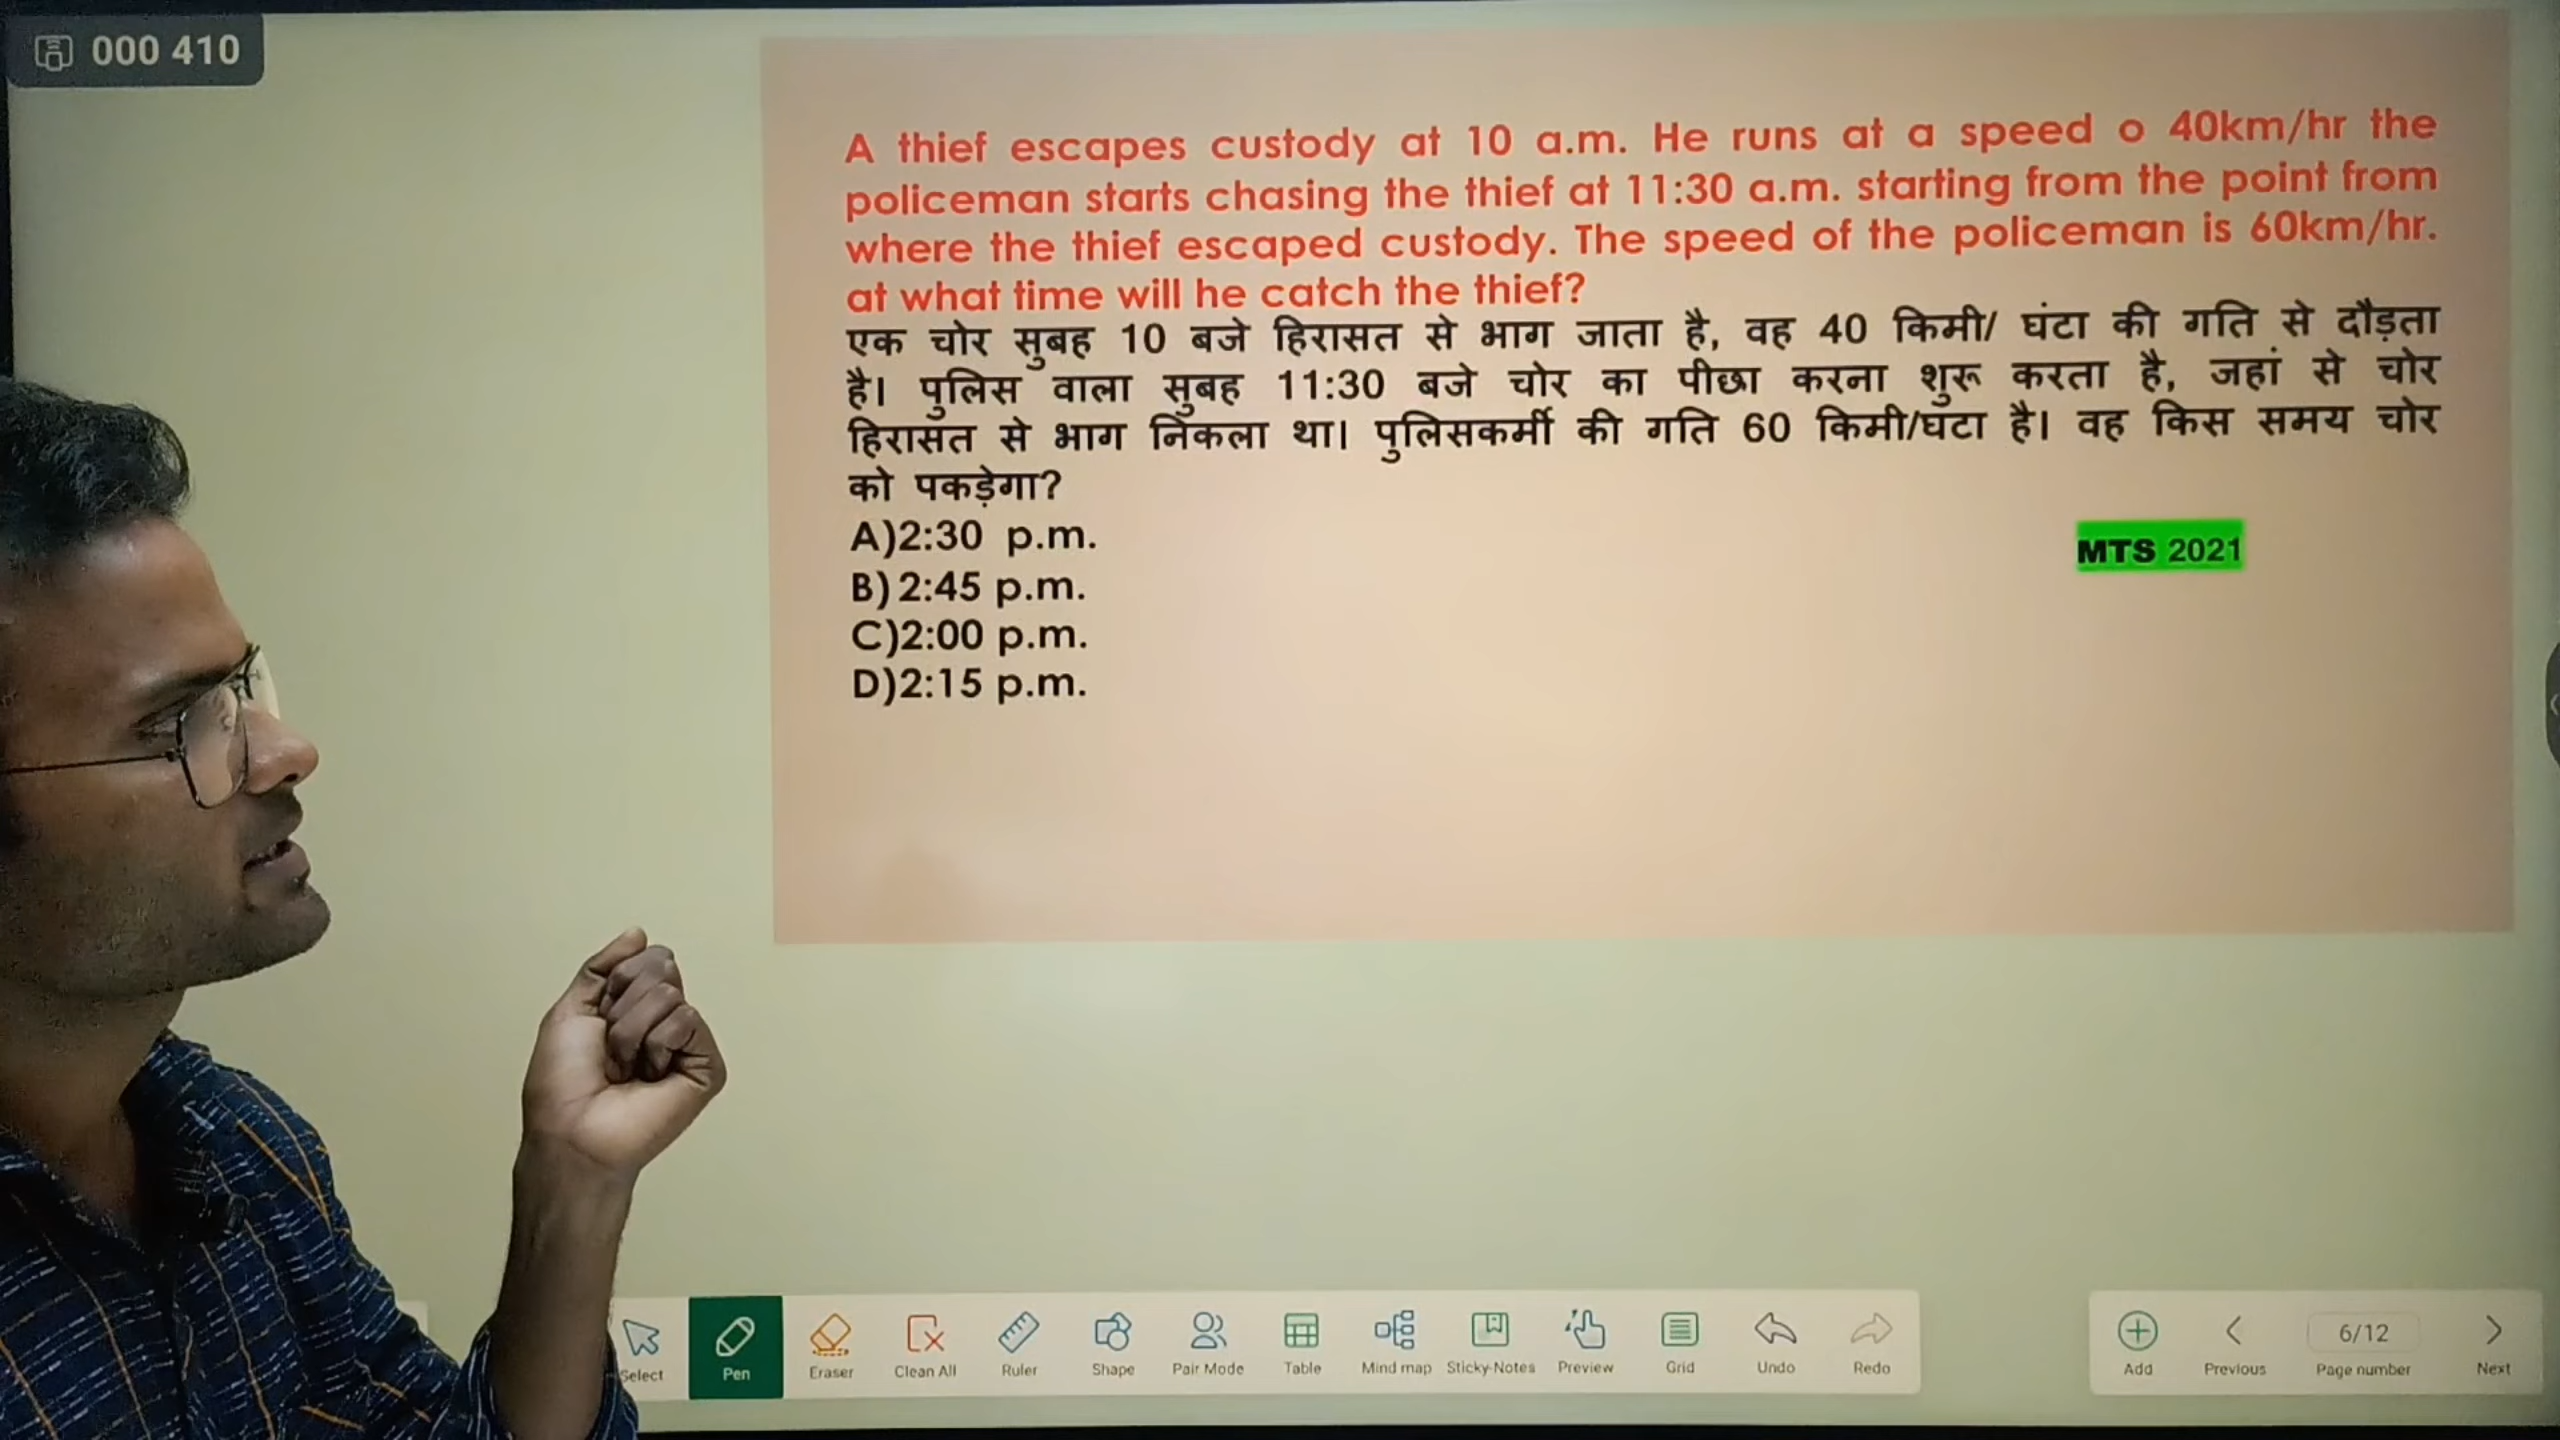 000 410
A thief escapes custody at 10 a.m. He runs at a speed o 40km/hr the
policeman starts chasing the thief at 11:30 a.m. starting from the point from
where the thief escaped custody. The speed of the policeman is 60km/hr.
at what time will he catch the thief?
एक चोर सुबह 10 बजे हिरासत से भाग जाता है, वह 40 किमी/ घंटा की गति से दौड़ता
है। पुलिस वाला सुबह 11:30 बजे चोर का पीछा करना शुरू करता है, जहां से चोर
हिरासत से भाग निकला था। पुलिसकर्मी की गति 60 किमी/घंटा है। वह किस समय चोर
को पकड़ेगा?
A)2:30 p.m.
MTS 2021
B) 2:45 p.m.
C)2:00 p.m.
D)2:15 p.m.
Select Pen Eraser Clean All Ruler Shape Pair Mode Table Mind map Sticky Notes Preview Grid Undo Redo
6/12
Add Previous Page number Next